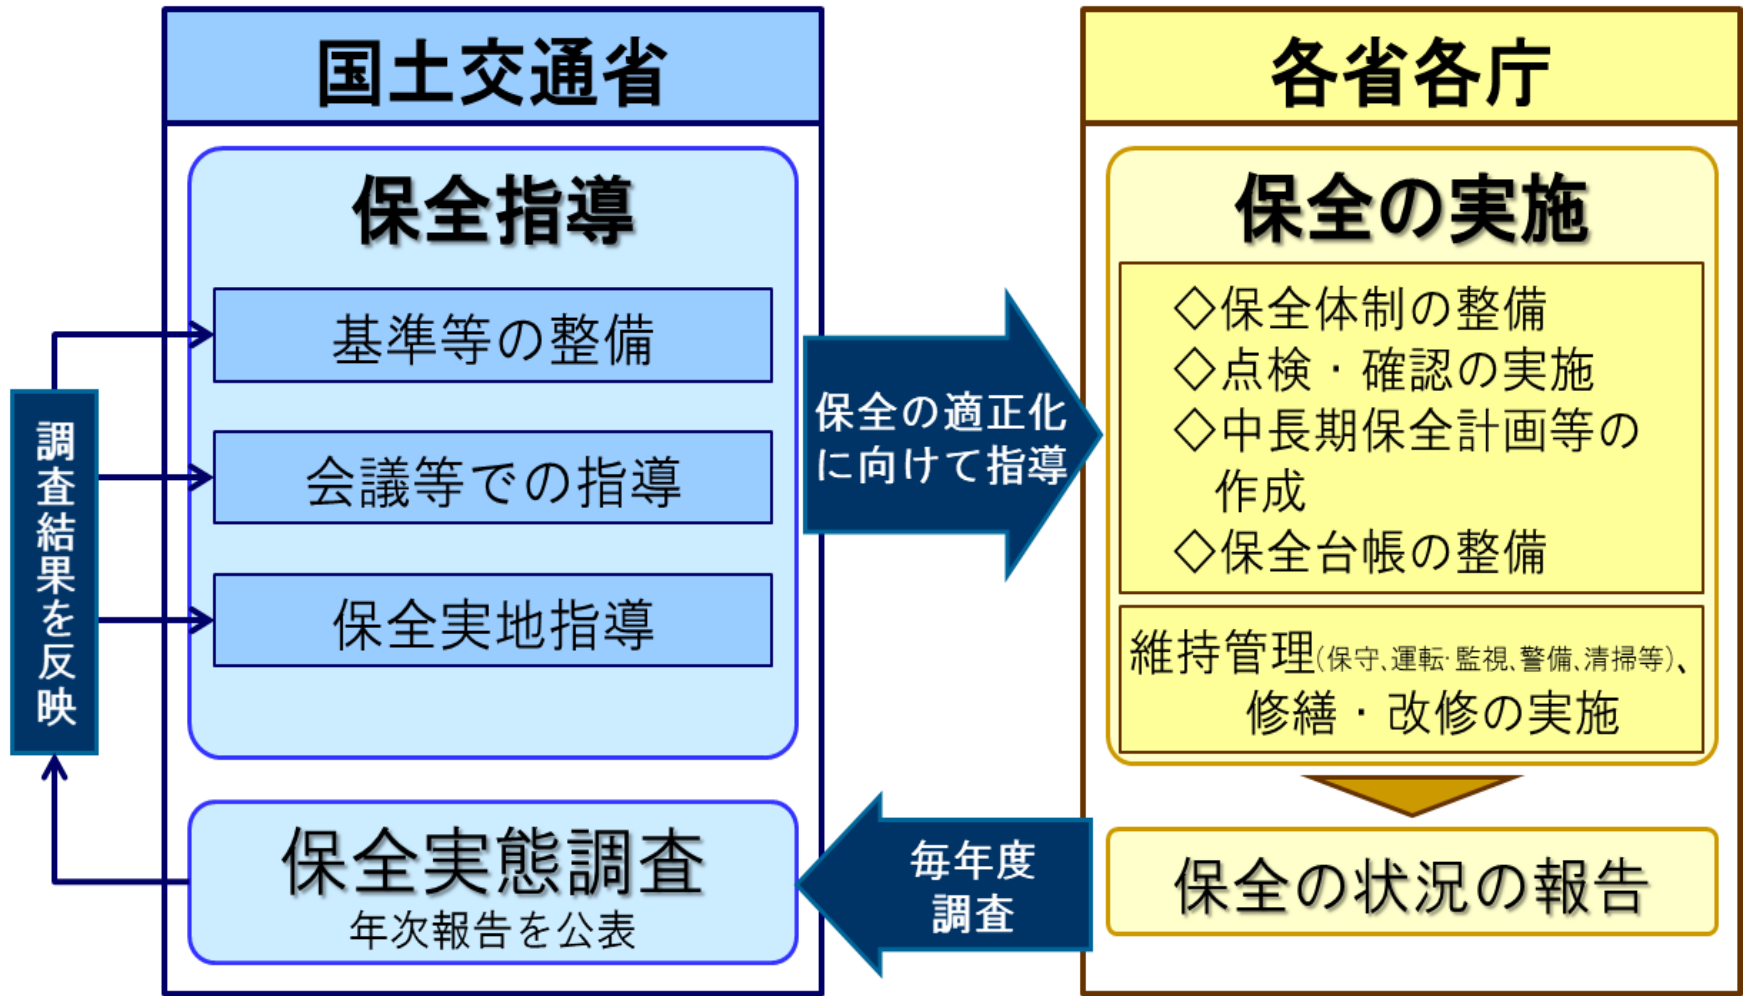 国土交通省
保全指導
基準等の整備
会議等での指導
保全実地指導
調査結果を反映
保全実態調査
年次報告を公表
保全の適正化
に向けて指導
毎年度
調査
各省各庁
保全の実施
◇保全体制の整備
◇点検・確認の実施
◇中長期保全計画等の
作成
◇保全台帳の整備
維持管理(保守、運転・監視、警備、清掃等)、
修繕・改修の実施
保全の状況の報告